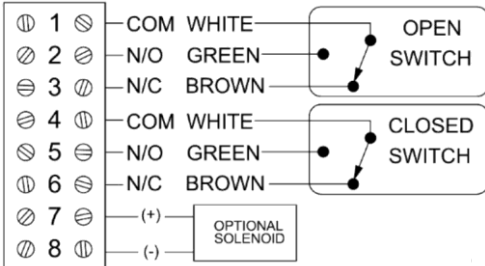 1 COM WHITE
2 N/O GREEN
3 N/C BROWN
OPEN
SWITCH
4 COM WHITE
5 N/O GREEN
6 N/C BROWN
CLOSED
SWITCH
7 (+)
8 (-)
OPTIONAL
SOLENOID